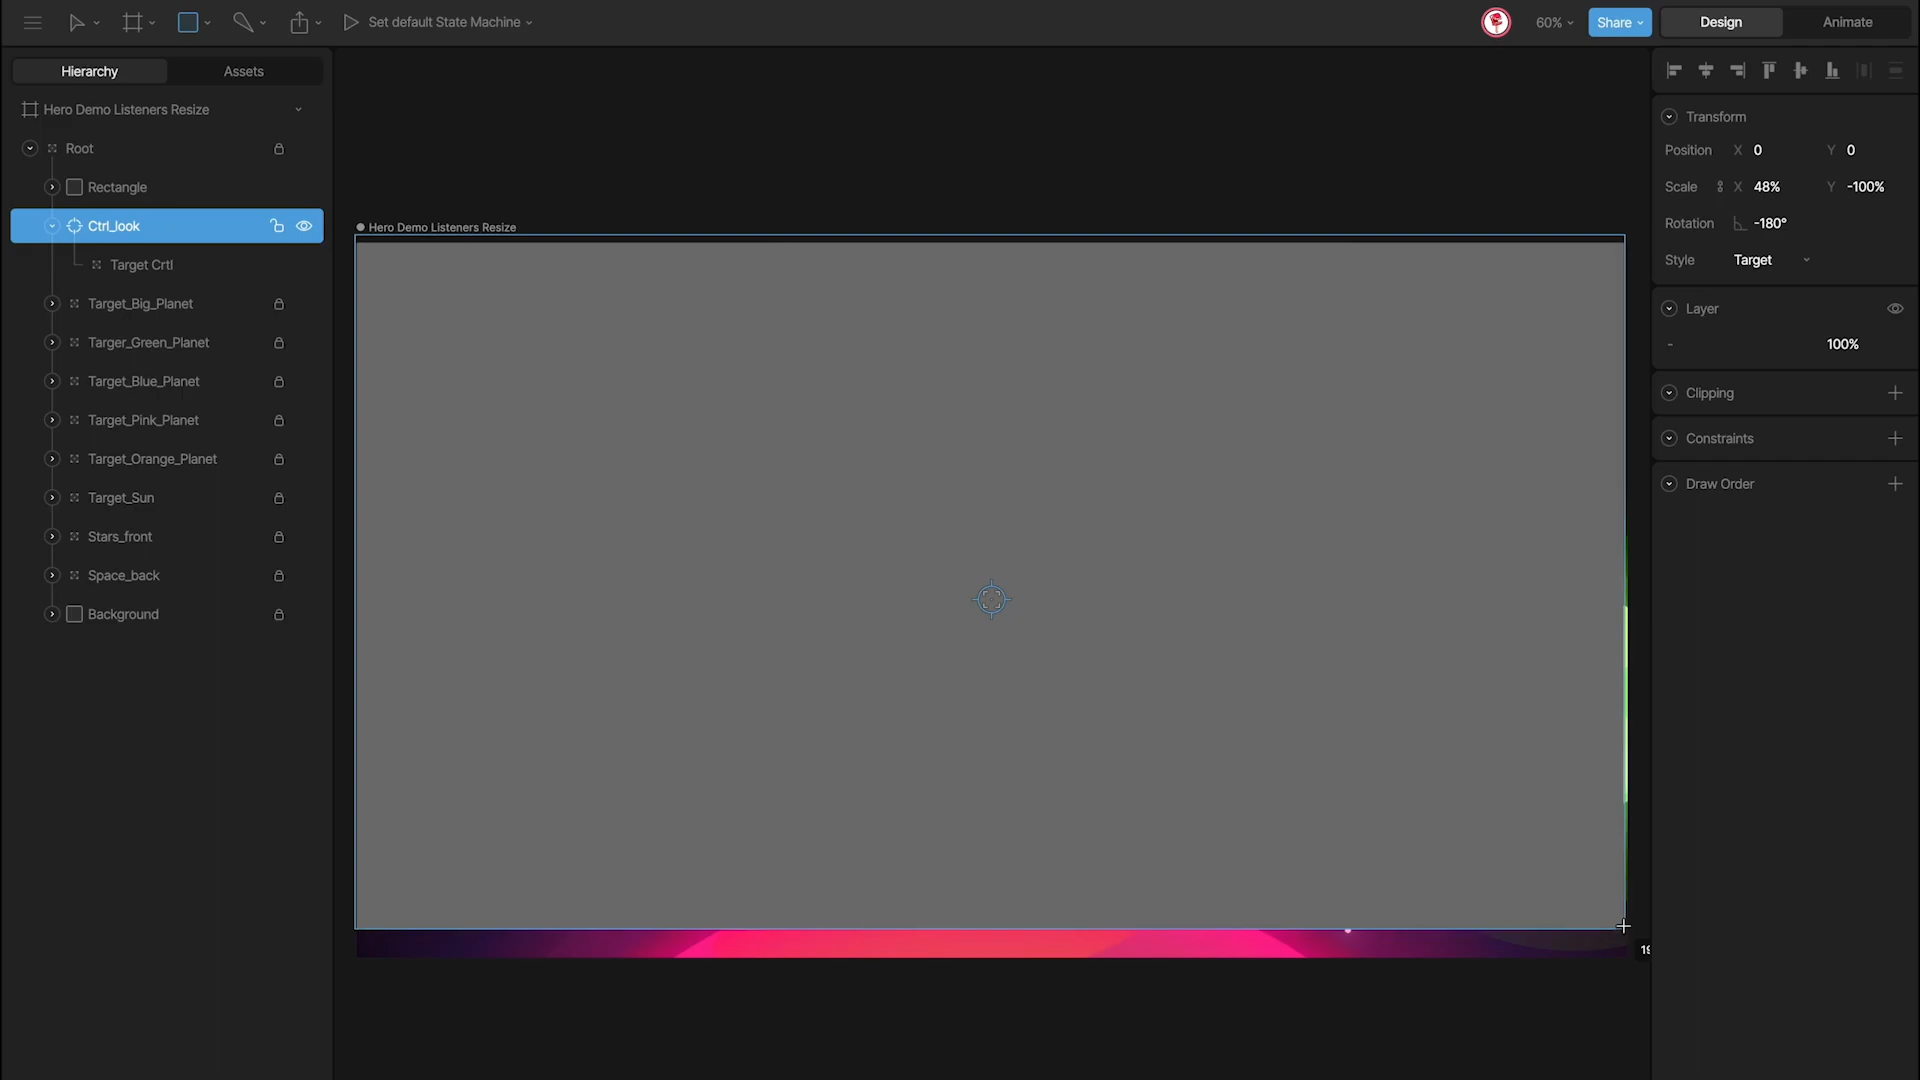 Set default State Machine
60%
Share
Design
Animate
Hierarchy
Assets
Hero Demo Listeners Resize
Root
Rectangle
Ctrl_look
Target Crtl
Target_Big_Planet
Targer_Green_Planet
Target_Blue_Planet
Target_Pink_Planet
Target_Orange_Planet
Target_Sun
Stars_front
Space_back
Background
Hero Demo Listeners Resize
Transform
Position X 0 Y 0
Scale X 48% Y -100%
Rotation -180°
Style Target
Layer
- 100%
Clipping
Constraints
Draw Order